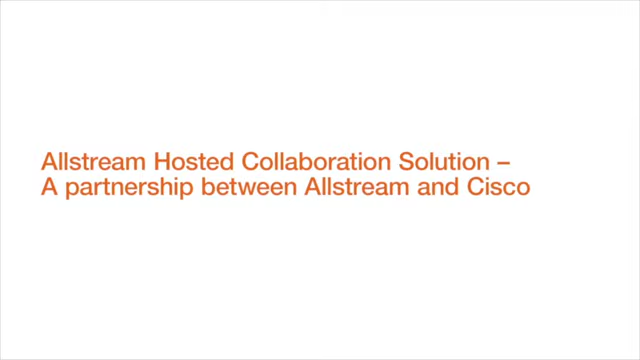 Allstream Hosted Collaboration Solution –
A partnership between Allstream and Cisco